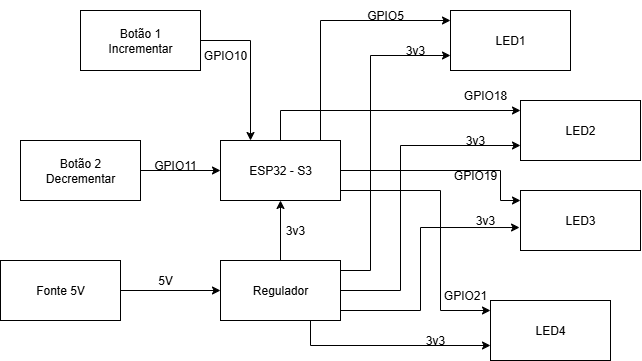 GPIO5
Botão 1
Incrementar
LED1
GPIO10
3v3
GPIO18
LED2
3v3
Botão 2
Decrementar
GPIO11
ESP32 - S3
GPIO19
LED3
3v3
3v3
Fonte 5V
5V
Regulador
GPIO21
LED4
3v3